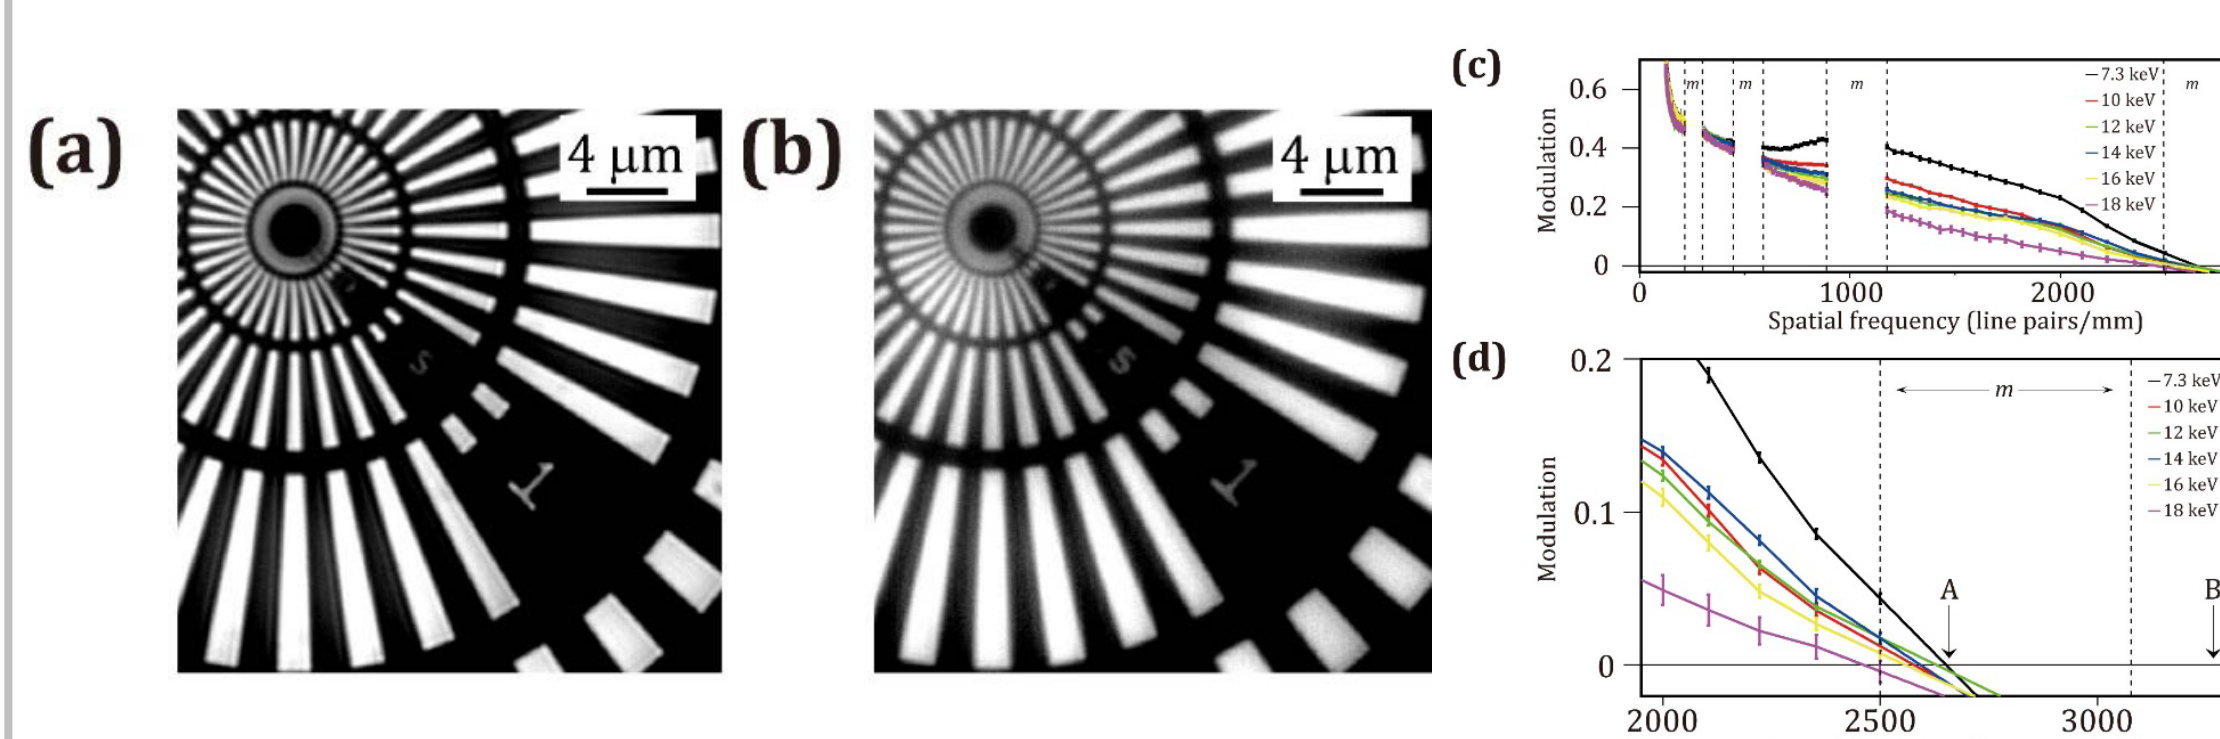 (a)
4 μm
s
1
(b)
4 μm
s
1
(c)
Modulation
0.6
0.4
0.2
0
m
m
m
m
7.3 keV
10 keV
12 keV
14 keV
16 keV
18 keV
0
1000
2000
Spatial frequency (line pairs/mm)
(d)
Modulation
0.2
0.1
0
m
7.3 keV
10 keV
12 keV
14 keV
16 keV
18 keV
A
B
2000
2500
3000